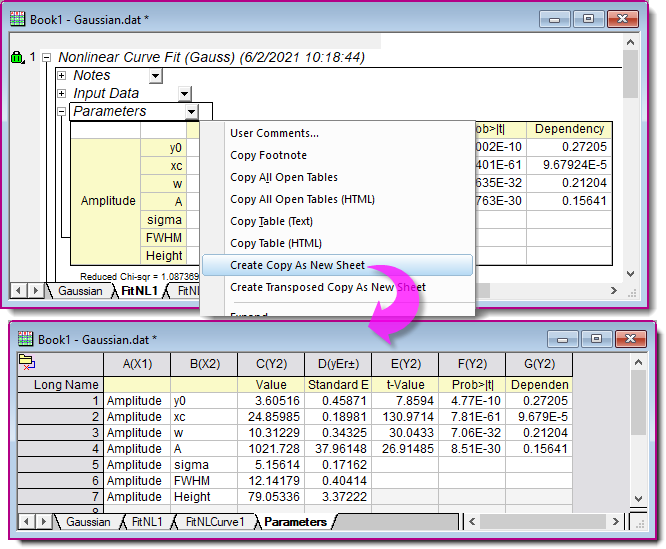 Book1 - Gaussian.dat *
1 Nonlinear Curve Fit (Gauss) (6/2/2021 10:18:44)
Notes
Input Data
Parameters
User Comments...
Copy Footnote
Copy All Open Tables
Copy All Open Tables (HTML)
Copy Table (Text)
Copy Table (HTML)
Create Copy As New Sheet
Create Transposed Copy As New Sheet
Expand
Prob>|t| Dependency
y0 002E-10 0.27205
xc 401E-61 9.67924E-5
w 635E-32 0.21204
Amplitude A 763E-30 0.15641
sigma
FWHM
Height
Reduced Chi-sqr = 1.087369
Gaussian FitNL1 FitNL
Book1 - Gaussian.dat *
A(X1) B(X2) C(Y2) D(yEr±) E(Y2) F(Y2) G(Y2)
Long Name Value Standard E t-Value Prob>|t| Dependen
1 Amplitude y0 3.60516 0.45871 7.8594 4.77E-10 0.27205
2 Amplitude xc 24.85985 0.18981 130.9714 7.81E-61 9.679E-5
3 Amplitude w 10.31229 0.34325 30.0433 7.06E-32 0.21204
4 Amplitude A 1021.728 37.96148 26.91485 8.51E-30 0.15641
5 Amplitude sigma 5.15614 0.17162
6 Amplitude FWHM 12.14179 0.40414
7 Amplitude Height 79.05336 3.37222
8
Gaussian FitNL1 FitNLCurve1 Parameters